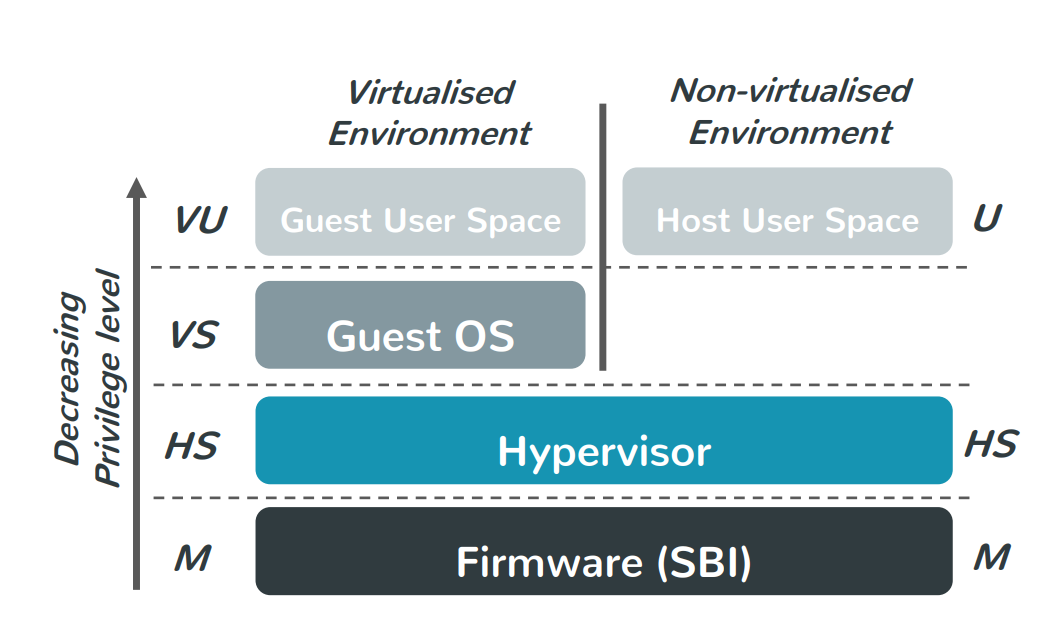 Virtualised
Environment
Non-virtualised
Environment
Decreasing
Privilege level
VU
Guest User Space
Host User Space
U
VS
Guest OS
HS
Hypervisor
HS
M
Firmware (SBI)
M